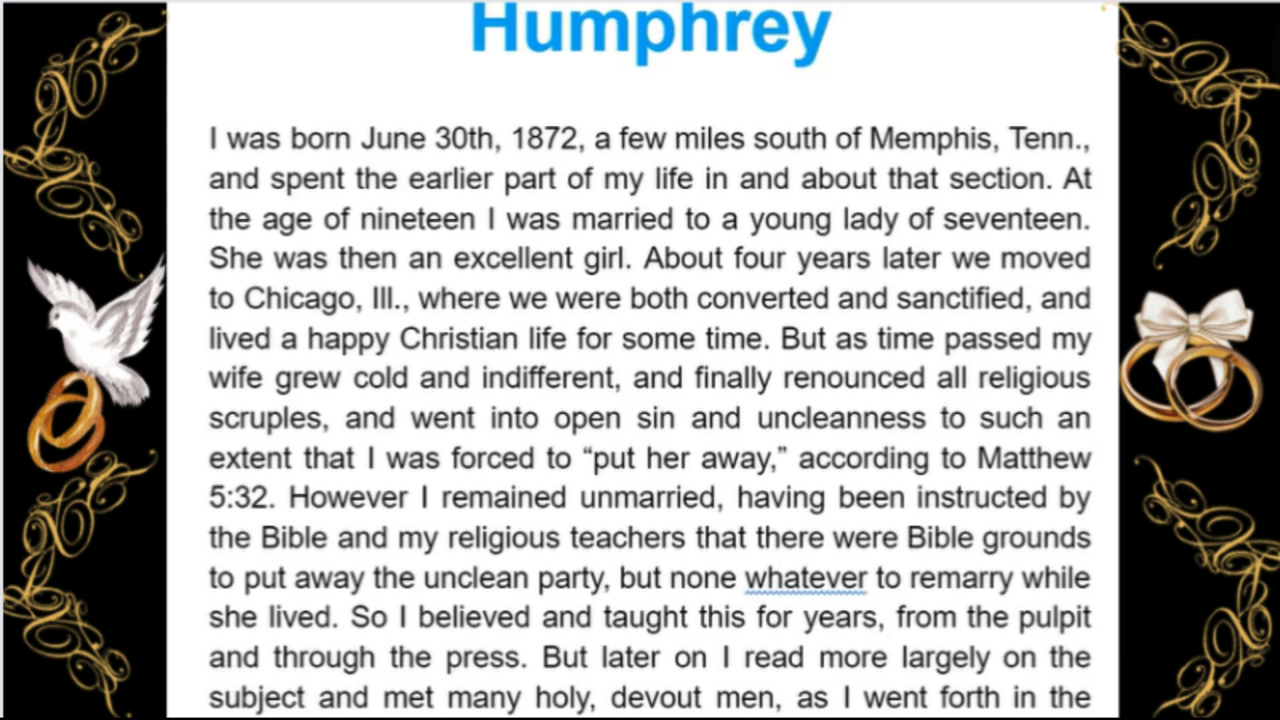 Humphrey
I was born June 30th, 1872, a few miles south of Memphis, Tenn.,
and spent the earlier part of my life in and about that section. At
the age of nineteen I was married to a young lady of seventeen.
She was then an excellent girl. About four years later we moved
to Chicago, Ill., where we were both converted and sanctified, and
lived a happy Christian life for some time. But as time passed my
wife grew cold and indifferent, and finally renounced all religious
scruples, and went into open sin and uncleanness to such an
extent that I was forced to “put her away,” according to Matthew
5:32. However I remained unmarried, having been instructed by
the Bible and my religious teachers that there were Bible grounds
to put away the unclean party, but none whatever to remarry while
she lived. So I believed and taught this for years, from the pulpit
and through the press. But later on I read more largely on the
subject and met many holy, devout men, as I went forth in the